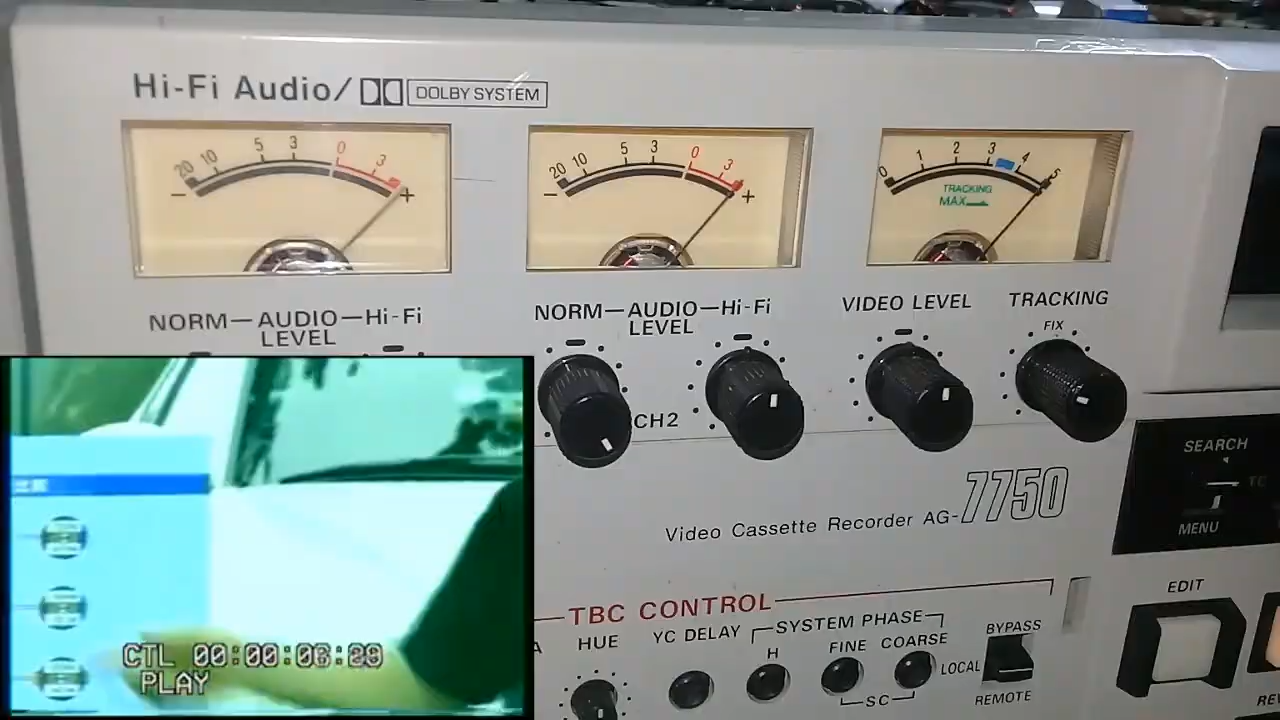 Hi-Fi Audio/ DOLBY SYSTEM
20 10 5 3 0 3
− +
20 10 5 3 0 3
− +
0 1 2 3 4 5
TRACKING
MAX
NORM—AUDIO—Hi-Fi
LEVEL
NORM—AUDIO—Hi-Fi
LEVEL
VIDEO LEVEL
TRACKING
FIX
CH2
SEARCH
TC
MENU
Video Cassette Recorder AG-7750
TBC CONTROL
HUE
YC DELAY
SYSTEM PHASE
H
FINE
COARSE
SC
BYPASS
LOCAL
REMOTE
EDIT
CTL 00:00:06:29
PLAY